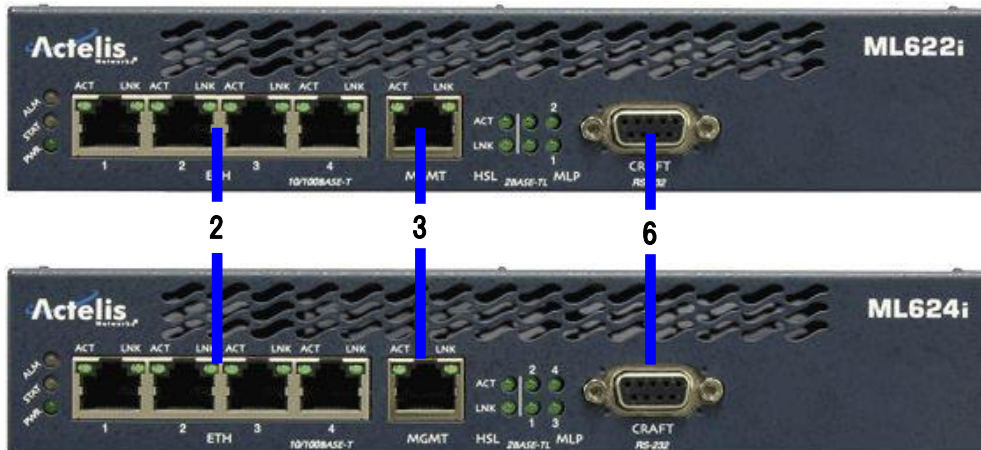 Actelis
Networks
ML622i
ACT LNK ACT LNK ACT LNK ACT LNK ACT LNK
ALM
STAT
PWR
1 2 3 4
ETH 10/100BASE-T MGMT
2
ACT
LNK
1
HSL 2BASE-TL MLP
CRAFT
RS-232
2 3 6
Actelis
Networks
ML624i
ACT LNK ACT LNK ACT LNK ACT LNK ACT LNK
ALM
STAT
PWR
1 2 3 4
ETH 10/100BASE-T MGMT
2 4
ACT
LNK
1 3
HSL 2BASE-TL MLP
CRAFT
RS-232